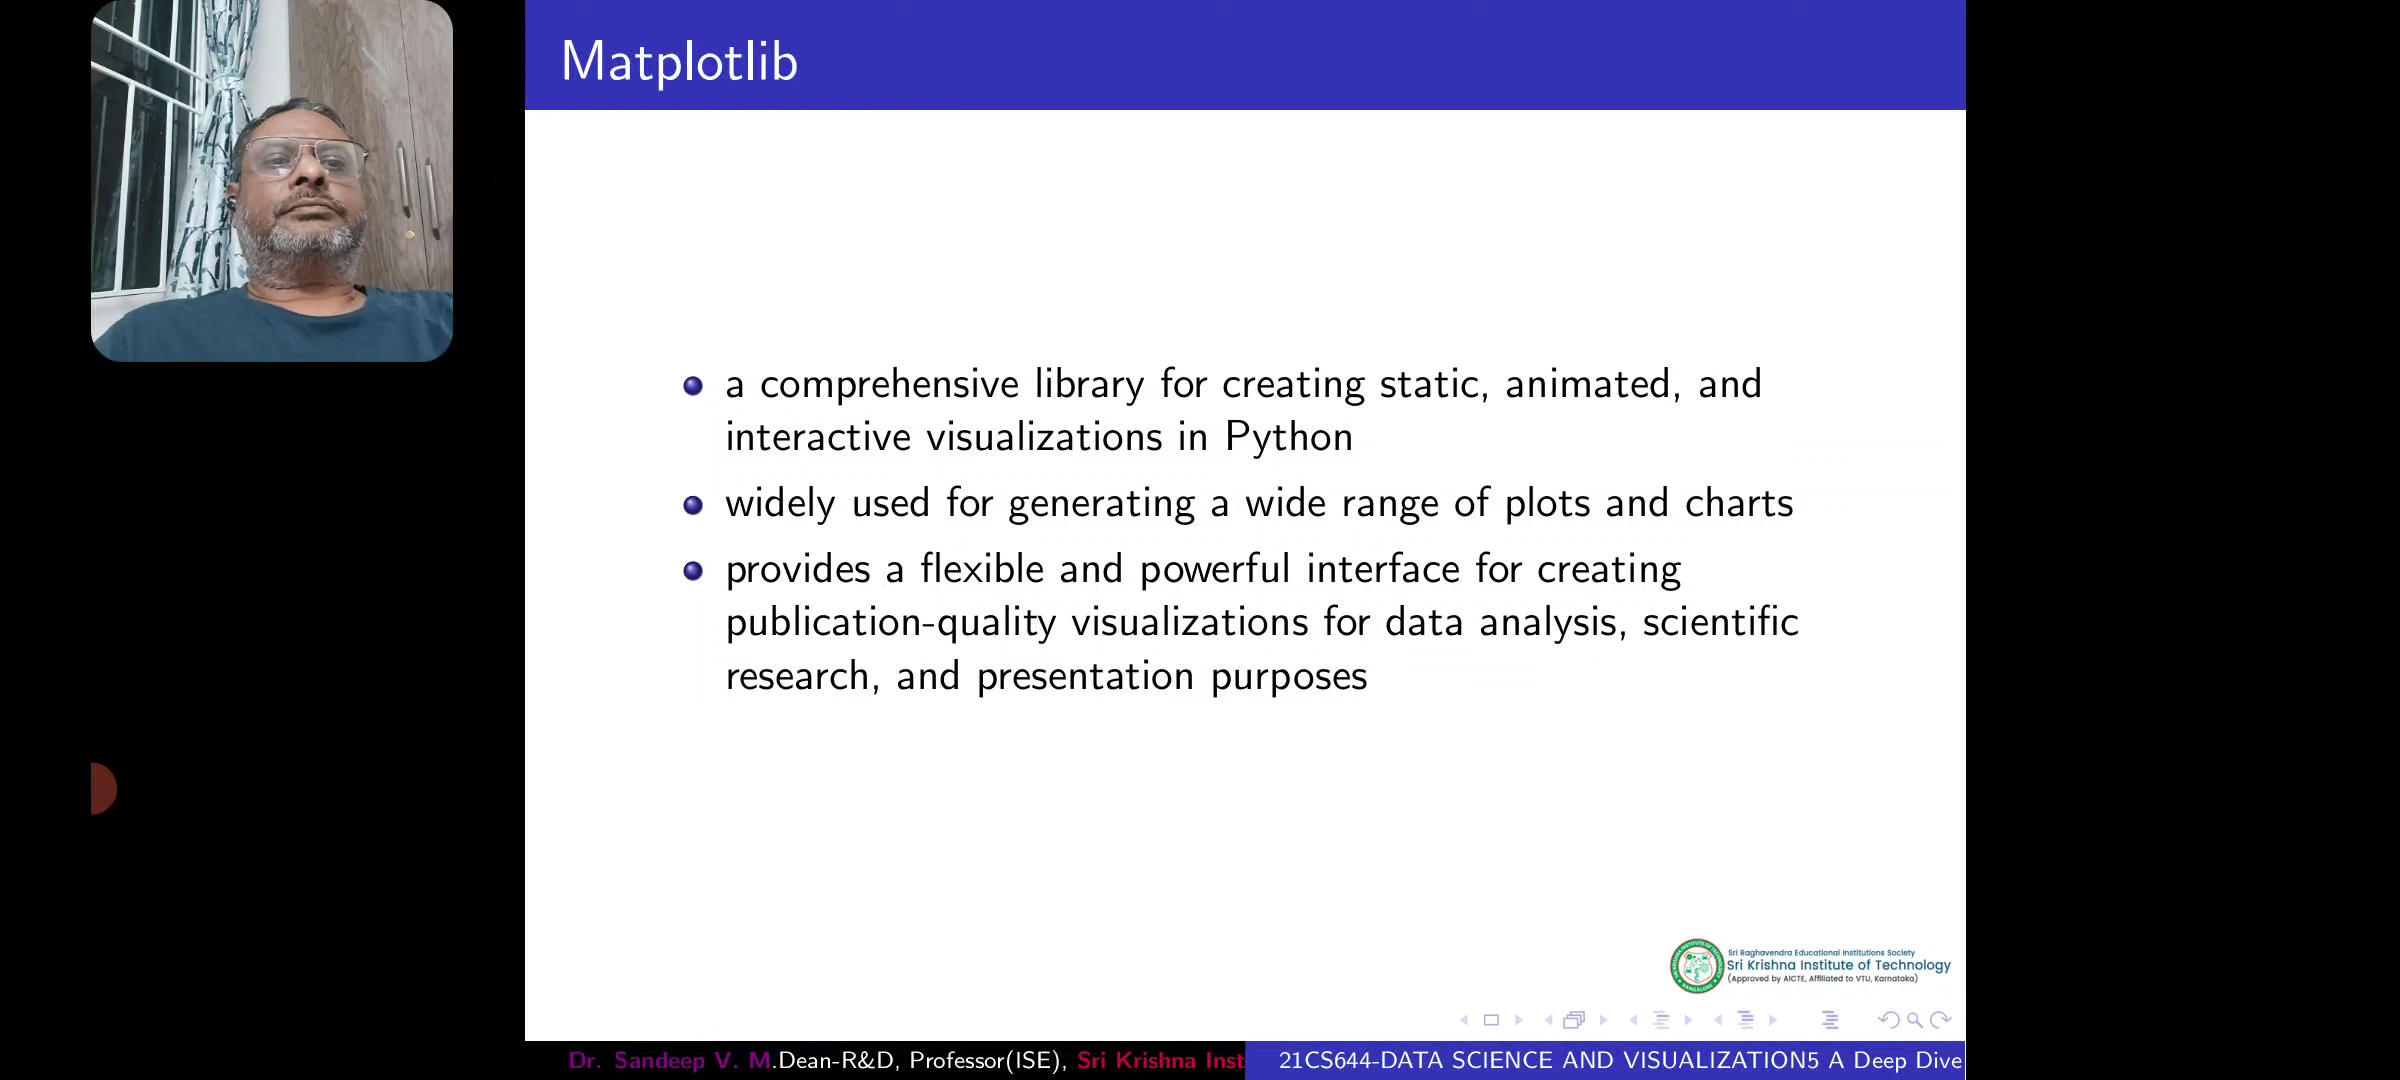 Matplotlib
a comprehensive library for creating static, animated, and
interactive visualizations in Python
widely used for generating a wide range of plots and charts
provides a flexible and powerful interface for creating
publication-quality visualizations for data analysis, scientific
research, and presentation purposes
Sri Raghavendra Educational Institutions Society
Sri Krishna Institute of Technology
(Approved by AICTE, Affiliated to VTU, Karnataka)
Dr. Sandeep V. M.Dean-R&D, Professor(ISE), Sri Krishna Inst
21CS644-DATA SCIENCE AND VISUALIZATION5 A Deep Dive